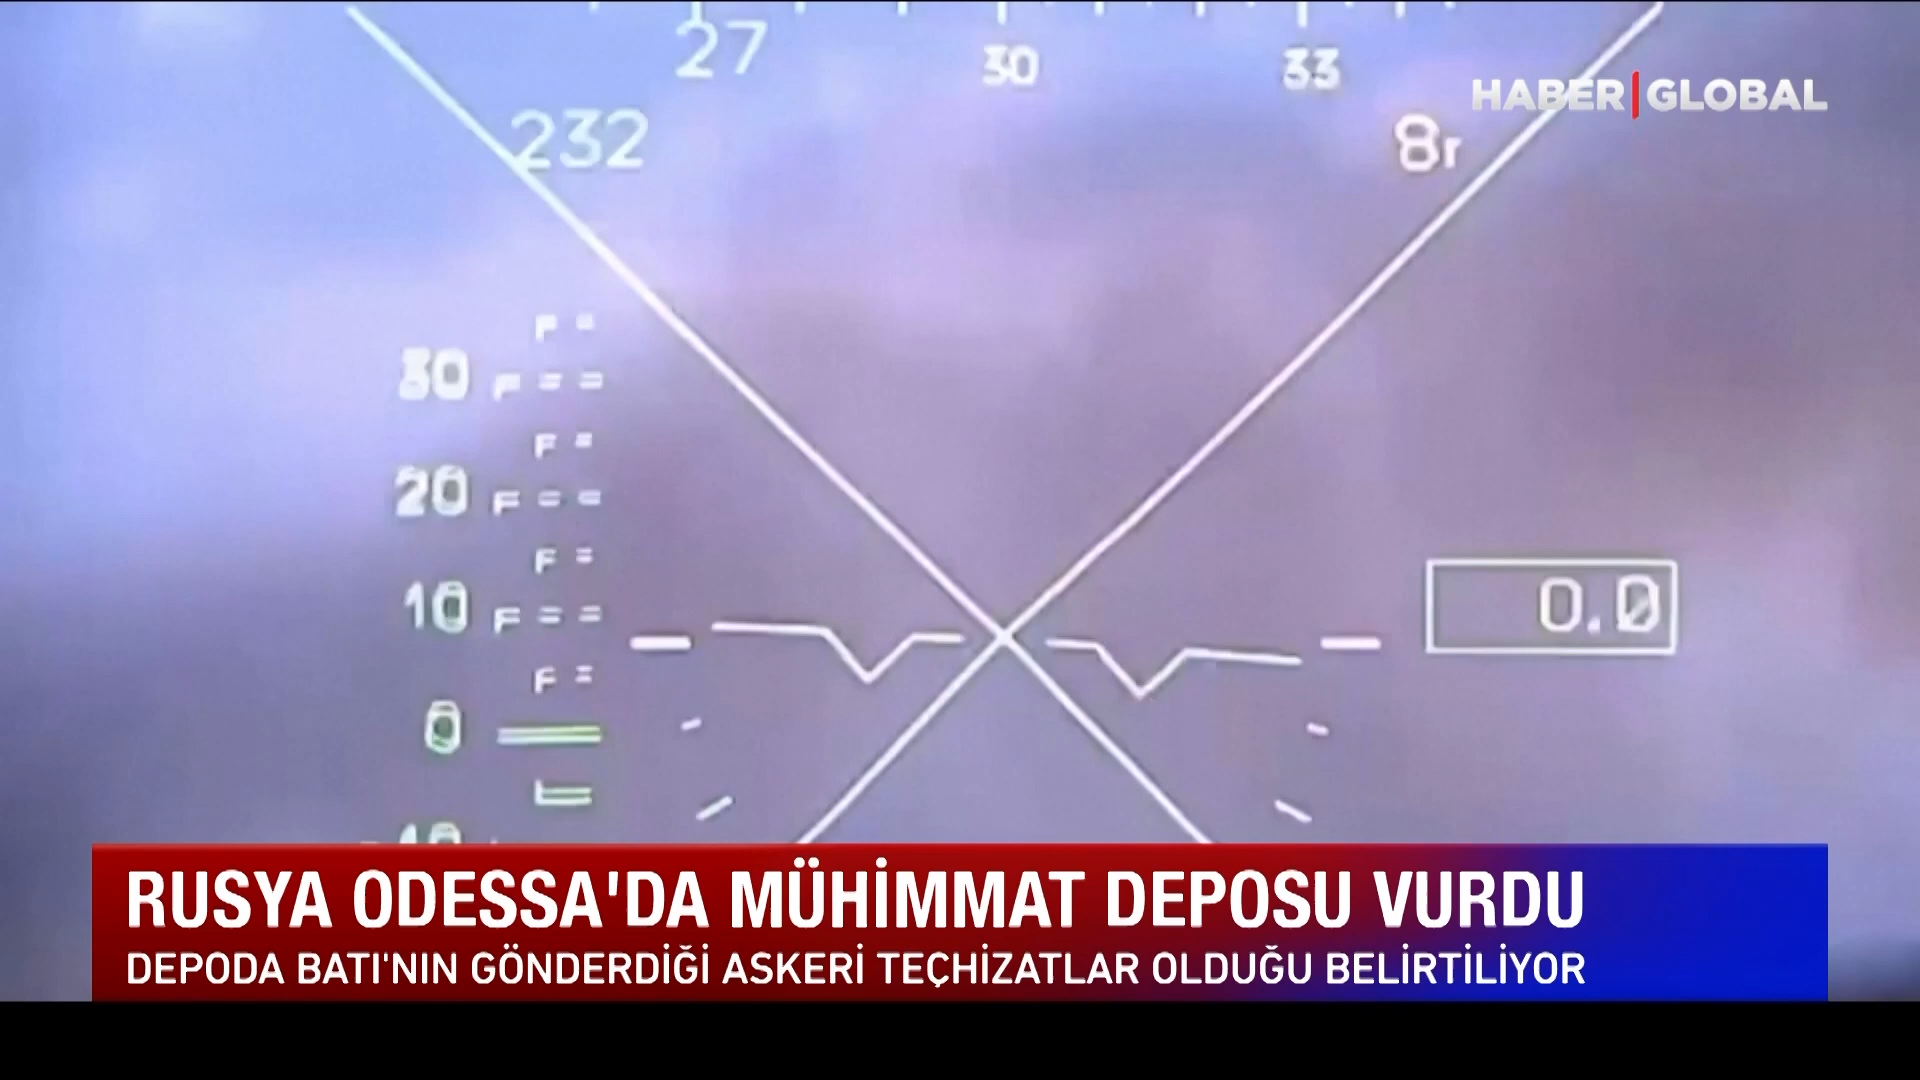 27 30 33
HABER GLOBAL
232 8г
30
20
10
0.0
0
RUSYA ODESSA'DA MÜHİMMAT DEPOSU VURDU
DEPODA BATI'NIN GÖNDERDİĞİ ASKERİ TEÇHİZATLAR OLDUĞU BELİRTİLİYOR